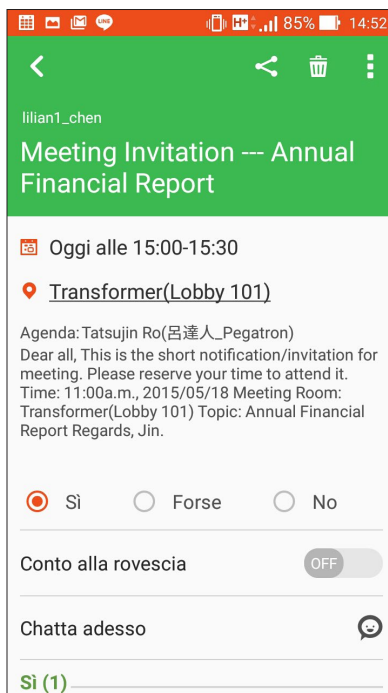 LINE H+ 85% 14:52
lilian1_chen
Meeting Invitation --- Annual
Financial Report
Oggi alle 15:00-15:30
Transformer(Lobby 101)
Agenda: Tatsujin Ro(呂達人_Pegatron)
Dear all, This is the short notification/invitation for
meeting. Please reserve your time to attend it.
Time: 11:00a.m., 2015/05/18 Meeting Room:
Transformer(Lobby 101) Topic: Annual Financial
Report Regards, Jin.
Sì Forse No
Conto alla rovescia OFF
Chatta adesso
Sì (1)